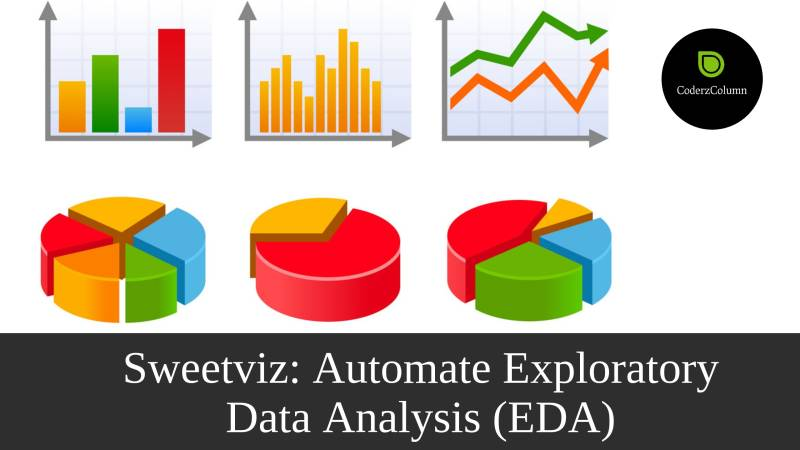 CoderzColumn
Sweetviz: Automate Exploratory
Data Analysis (EDA)